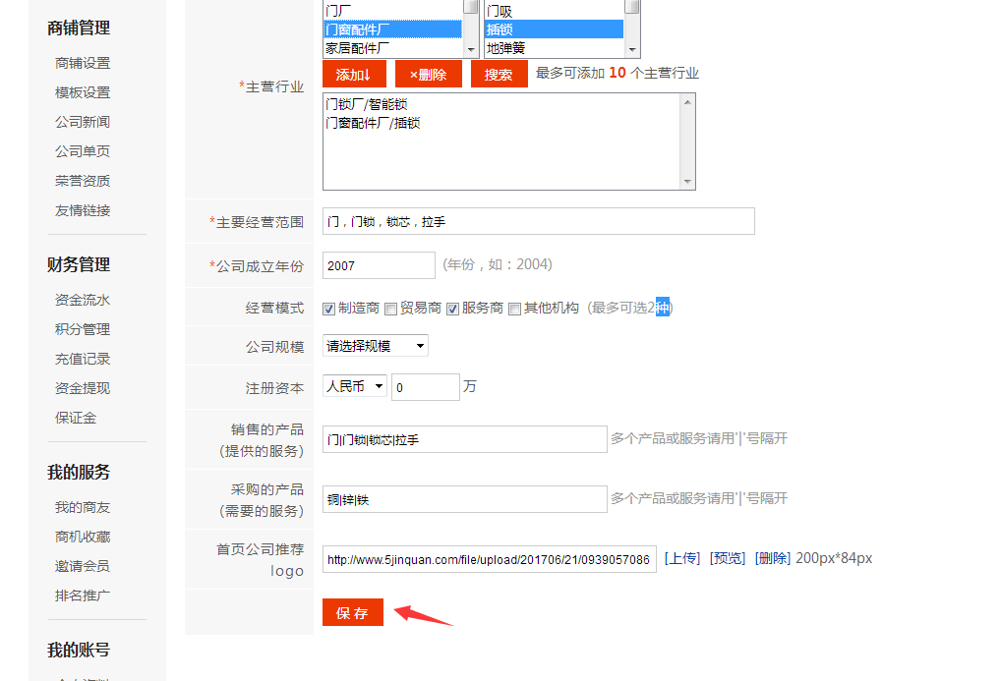 商铺管理
商铺设置
模板设置
公司新闻
公司单页
荣誉资质
友情链接
财务管理
资金流水
积分管理
充值记录
资金提现
保证金
我的服务
我的商友
商机收藏
邀请会员
排名推广
我的账号
*主营行业
门厂
门窗配件厂
家居配件厂
门吸
插锁
地弹簧
添加↓ ×删除 搜索 最多可添加 10 个主营行业
门锁厂/智能锁
门窗配件厂/插锁
*主要经营范围 门，门锁，锁芯，拉手
*公司成立年份 2007 (年份，如：2004)
经营模式 制造商 贸易商 服务商 其他机构 (最多可选2种)
公司规模 请选择规模
注册资本 人民币 0 万
销售的产品
(提供的服务) 门|门锁|锁芯|拉手 多个产品或服务请用'|'号隔开
采购的产品
(需要的服务) 铜|锌|铁 多个产品或服务请用'|'号隔开
首页公司推荐
logo http://www.5jinquan.com/file/upload/201706/21/0939057086 [上传] [预览] [删除] 200px*84px
保 存